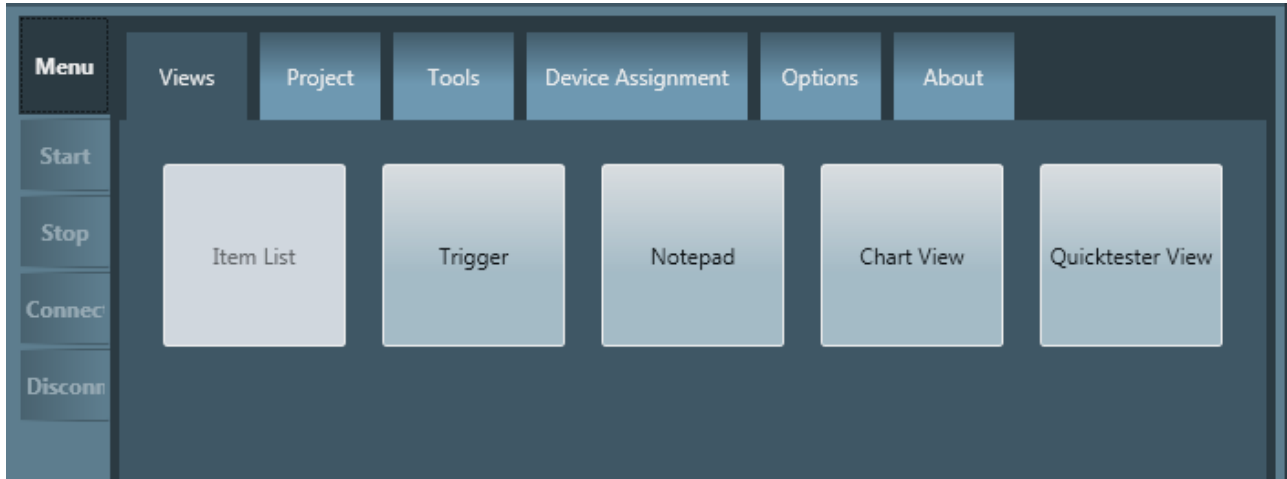 Menu
Views Project Tools Device Assignment Options About
Start
Stop
Connec
Disconn
Item List Trigger Notepad Chart View Quicktester View